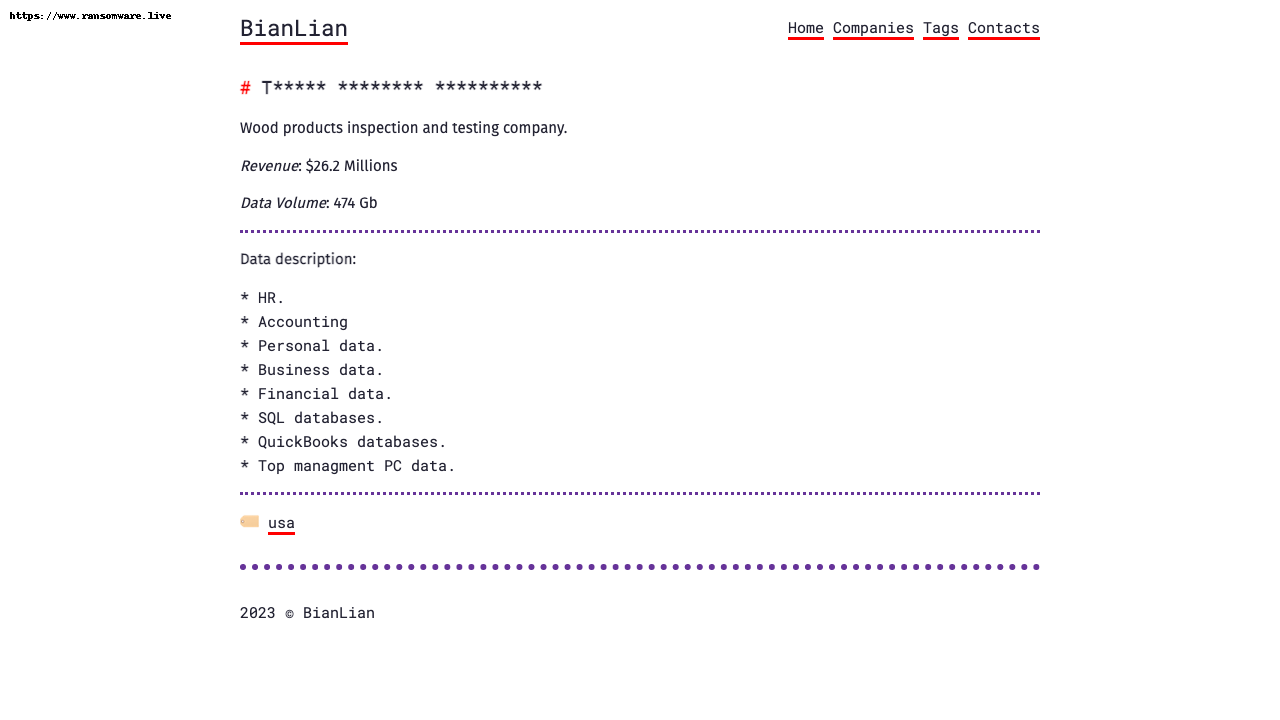 https://www.ransomware.live
BianLian
Home Companies Tags Contacts
# T***** ******** **********
Wood products inspection and testing company.
Revenue: $26.2 Millions
Data Volume: 474 Gb
Data description:
* HR.
* Accounting
* Personal data.
* Business data.
* Financial data.
* SQL databases.
* QuickBooks databases.
* Top managment PC data.
usa
2023 © BianLian